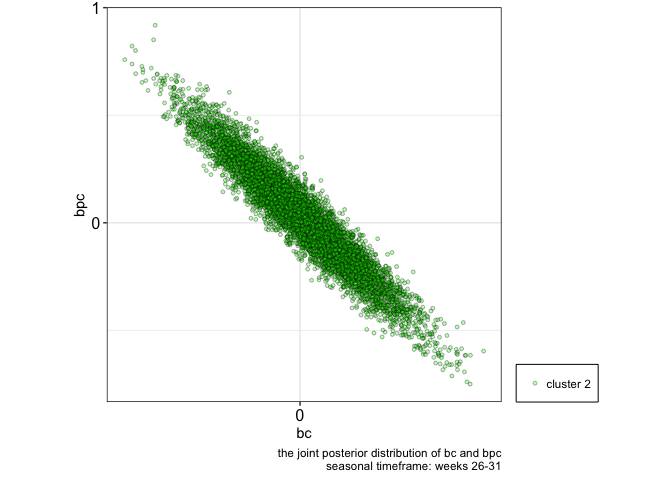 1
0
bpc
0
bc
cluster 2
the joint posterior distribution of bc and bpc
seasonal timeframe: weeks 26-31